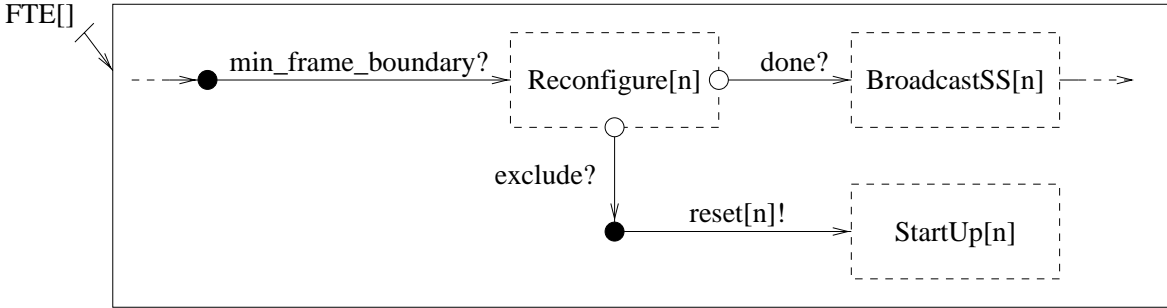 FTE[]
min_frame_boundary?
Reconfigure[n]
done?
BroadcastSS[n]
exclude?
reset[n]!
StartUp[n]